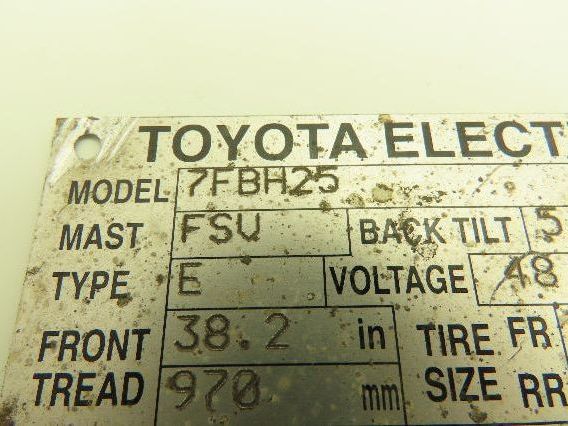 TOYOTA ELECT
MODEL 7FBH25
MAST FSV BACK TILT 5
TYPE E VOLTAGE 48
FRONT 38.2 in TIRE FR
TREAD 970 mm SIZE RR